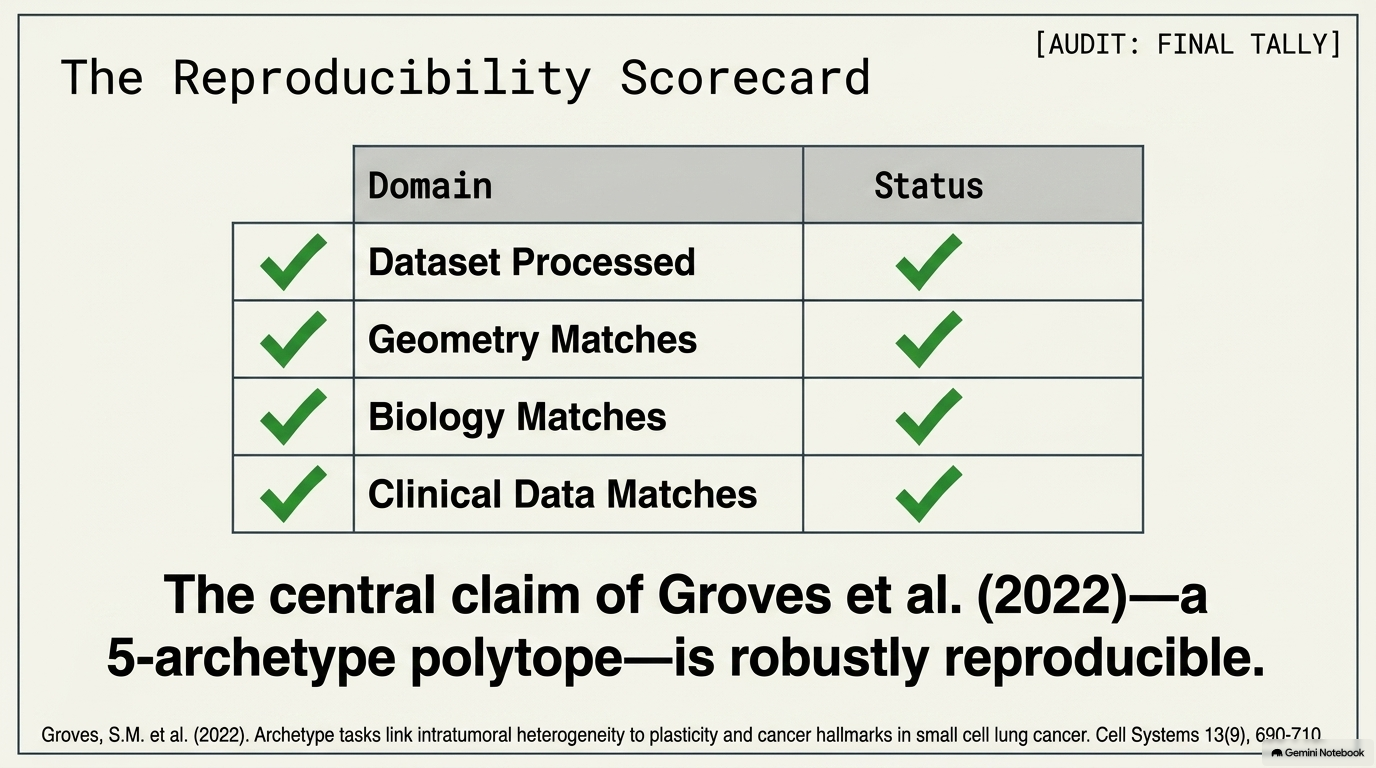 [AUDIT: FINAL TALLY]
The Reproducibility Scorecard
Domain Status
Dataset Processed
Geometry Matches
Biology Matches
Clinical Data Matches
The central claim of Groves et al. (2022)—a
5-archetype polytope—is robustly reproducible.
Groves, S.M. et al. (2022). Archetype tasks link intratumoral heterogeneity to plasticity and cancer hallmarks in small cell lung cancer. Cell Systems 13(9), 690-710.
Gemini Notebook